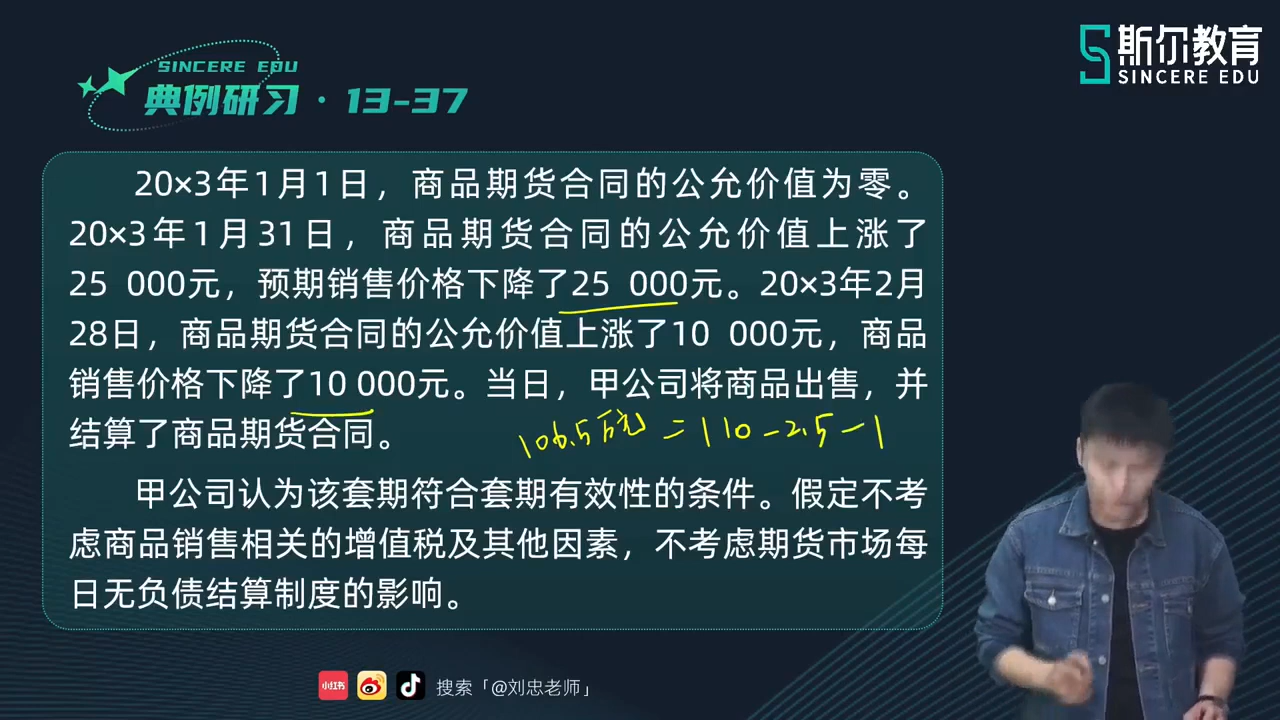 SINCERE EDU
典例研习·13-37
斯尔教育
SINCERE EDU
20×3年1月1日，商品期货合同的公允价值为零。
20×3年1月31日，商品期货合同的公允价值上涨了
25 000元，预期销售价格下降了25 000元。20×3年2月
28日，商品期货合同的公允价值上涨了10 000元，商品
销售价格下降了10 000元。当日，甲公司将商品出售，并
结算了商品期货合同。
106.5万元=110-2.5-1
甲公司认为该套期符合套期有效性的条件。假定不考
虑商品销售相关的增值税及其他因素，不考虑期货市场每
日无负债结算制度的影响。
小红书
搜索「@刘忠老师」